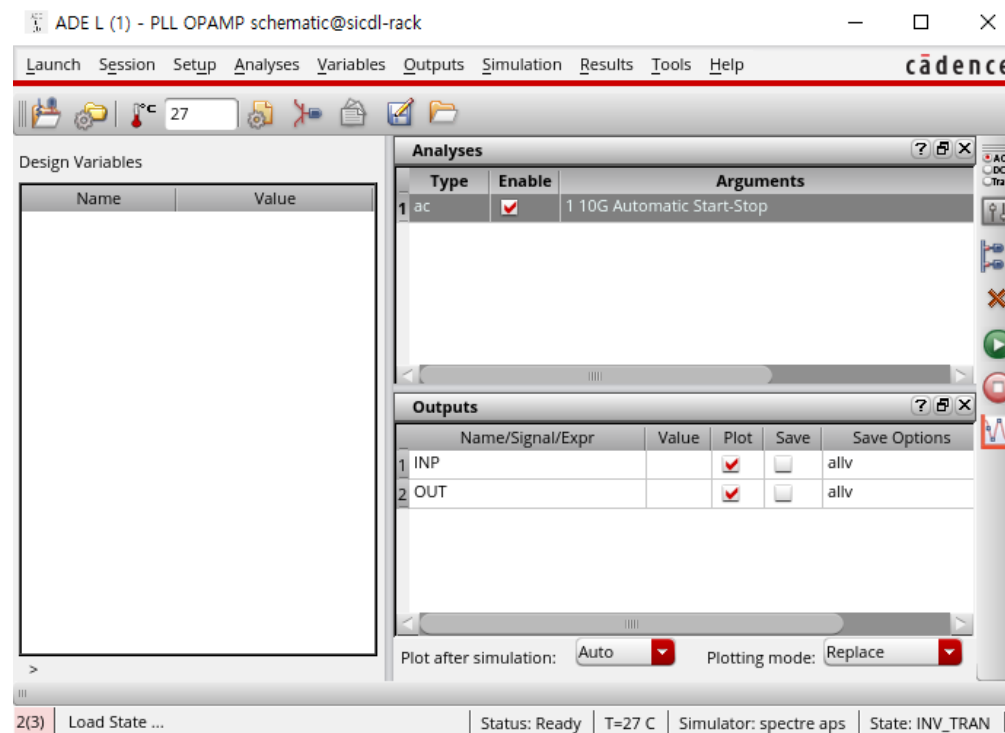 ADE L (1) - PLL OPAMP schematic@sicdl-rack
Launch Session Setup Analyses Variables Outputs Simulation Results Tools Help cādence
°C 27
Design Variables
Name Value
Analyses
Type Enable Arguments
1 ac 1 10G Automatic Start-Stop
AC
DC
Tra
Outputs
Name/Signal/Expr Value Plot Save Save Options
1 INP allv
2 OUT allv
Plot after simulation: Auto Plotting mode: Replace
>
2(3) Load State ... Status: Ready T=27 C Simulator: spectre aps State: INV_TRAN